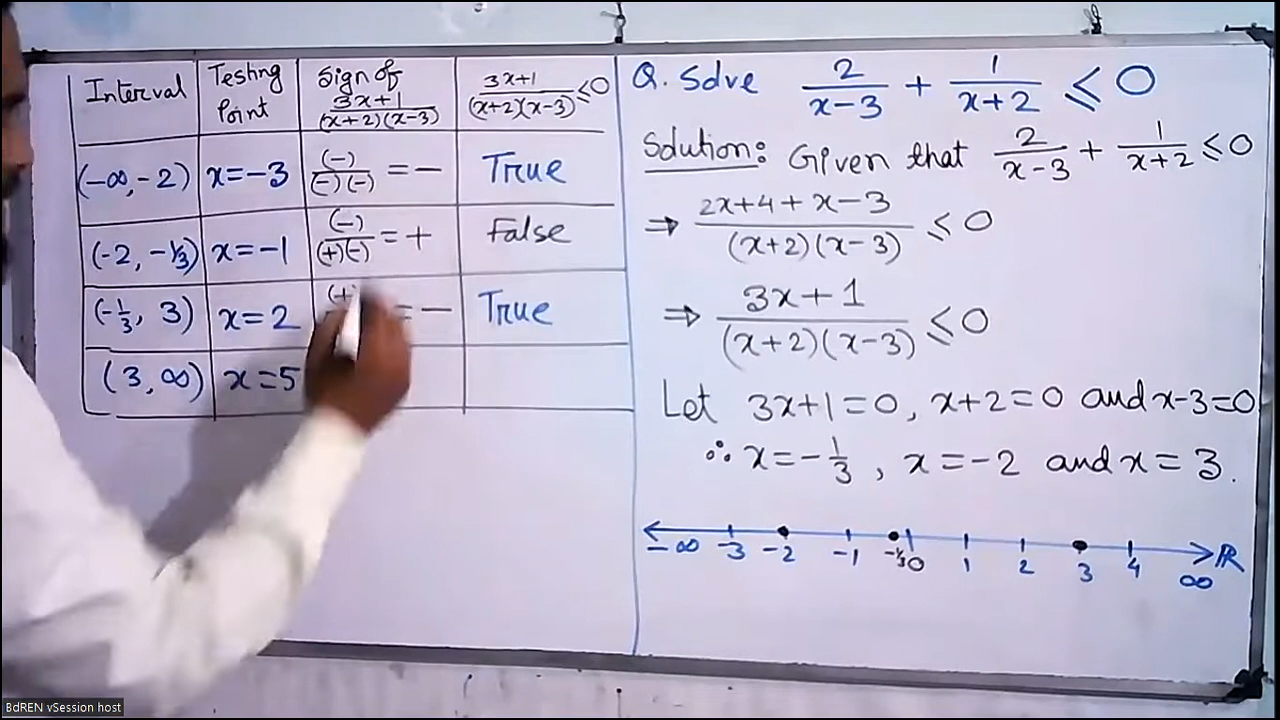 Interval
Testing Point
Sign of (3x+1)/((x+2)(x-3))
(3x+1)/((x+2)(x-3)) ≤ 0
(-∞, -2)
x = -3
(-)/((-)(-)) = -
True
(-2, -1/3)
x = -1
(-)/((+)(-)) = +
False
(-1/3, 3)
x = 2
= -
True
(3, ∞)
x = 5
Q. Solve 2/(x-3) + 1/(x+2) ≤ 0
Solution: Given that 2/(x-3) + 1/(x+2) ≤ 0
⇒ (2x+4+x-3)/((x+2)(x-3)) ≤ 0
⇒ (3x+1)/((x+2)(x-3)) ≤ 0
Let 3x+1=0, x+2=0 and x-3=0
∴ x = -1/3, x = -2 and x = 3.
-∞ -3 -2 -1 -1/3 0 1 2 3 4 ∞ ℝ
BdREN vSession host